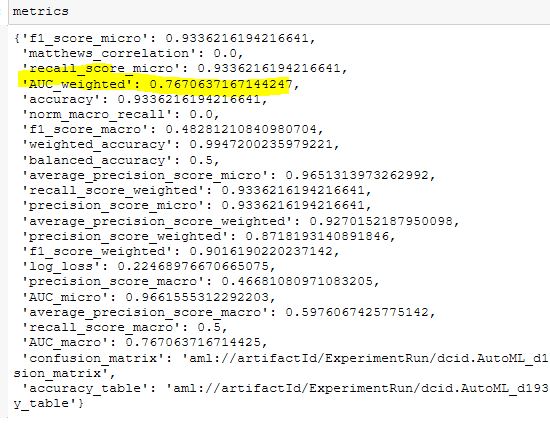 metrics
{'f1_score_micro': 0.9336216194216641,
'matthews_correlation': 0.0,
'recall_score_micro': 0.9336216194216641,
'AUC_weighted': 0.7670637167144247,
'accuracy': 0.9336216194216641,
'norm_macro_recall': 0.0,
'f1_score_macro': 0.48281210840980704,
'weighted_accuracy': 0.9947200235979221,
'balanced_accuracy': 0.5,
'average_precision_score_micro': 0.9651313973262992,
'recall_score_weighted': 0.9336216194216641,
'precision_score_micro': 0.9336216194216641,
'average_precision_score_weighted': 0.9270152187950098,
'precision_score_weighted': 0.8718193140891846,
'f1_score_weighted': 0.9016190220237142,
'log_loss': 0.22468976670665075,
'precision_score_macro': 0.46681080971083205,
'AUC_micro': 0.9661555312292203,
'average_precision_score_macro': 0.5976067425775142,
'recall_score_macro': 0.5,
'AUC_macro': 0.767063716714425,
'confusion_matrix': 'aml://artifactId/ExperimentRun/dcid.AutoML_d1
sion_matrix',
'accuracy_table': 'aml://artifactId/ExperimentRun/dcid.AutoML_d193
y_table'}